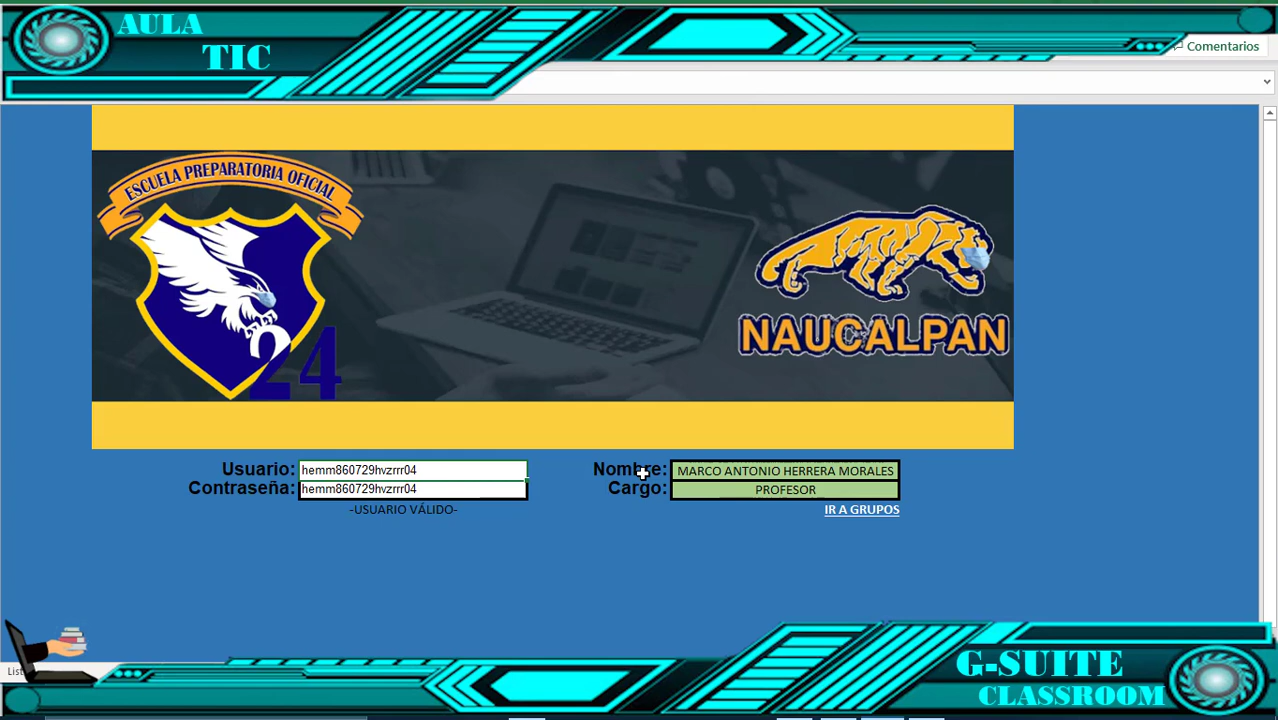 AULA
TIC
Comentarios
ESCUELA PREPARATORIA OFICIAL
24
NAUCALPAN
Usuario: hemm860729hvzrrr04
Contraseña: hemm860729hvzrrr04
-USUARIO VÁLIDO-
Nombre: MARCO ANTONIO HERRERA MORALES
Cargo: PROFESOR
IR A GRUPOS
List
G-SUITE
CLASSROOM